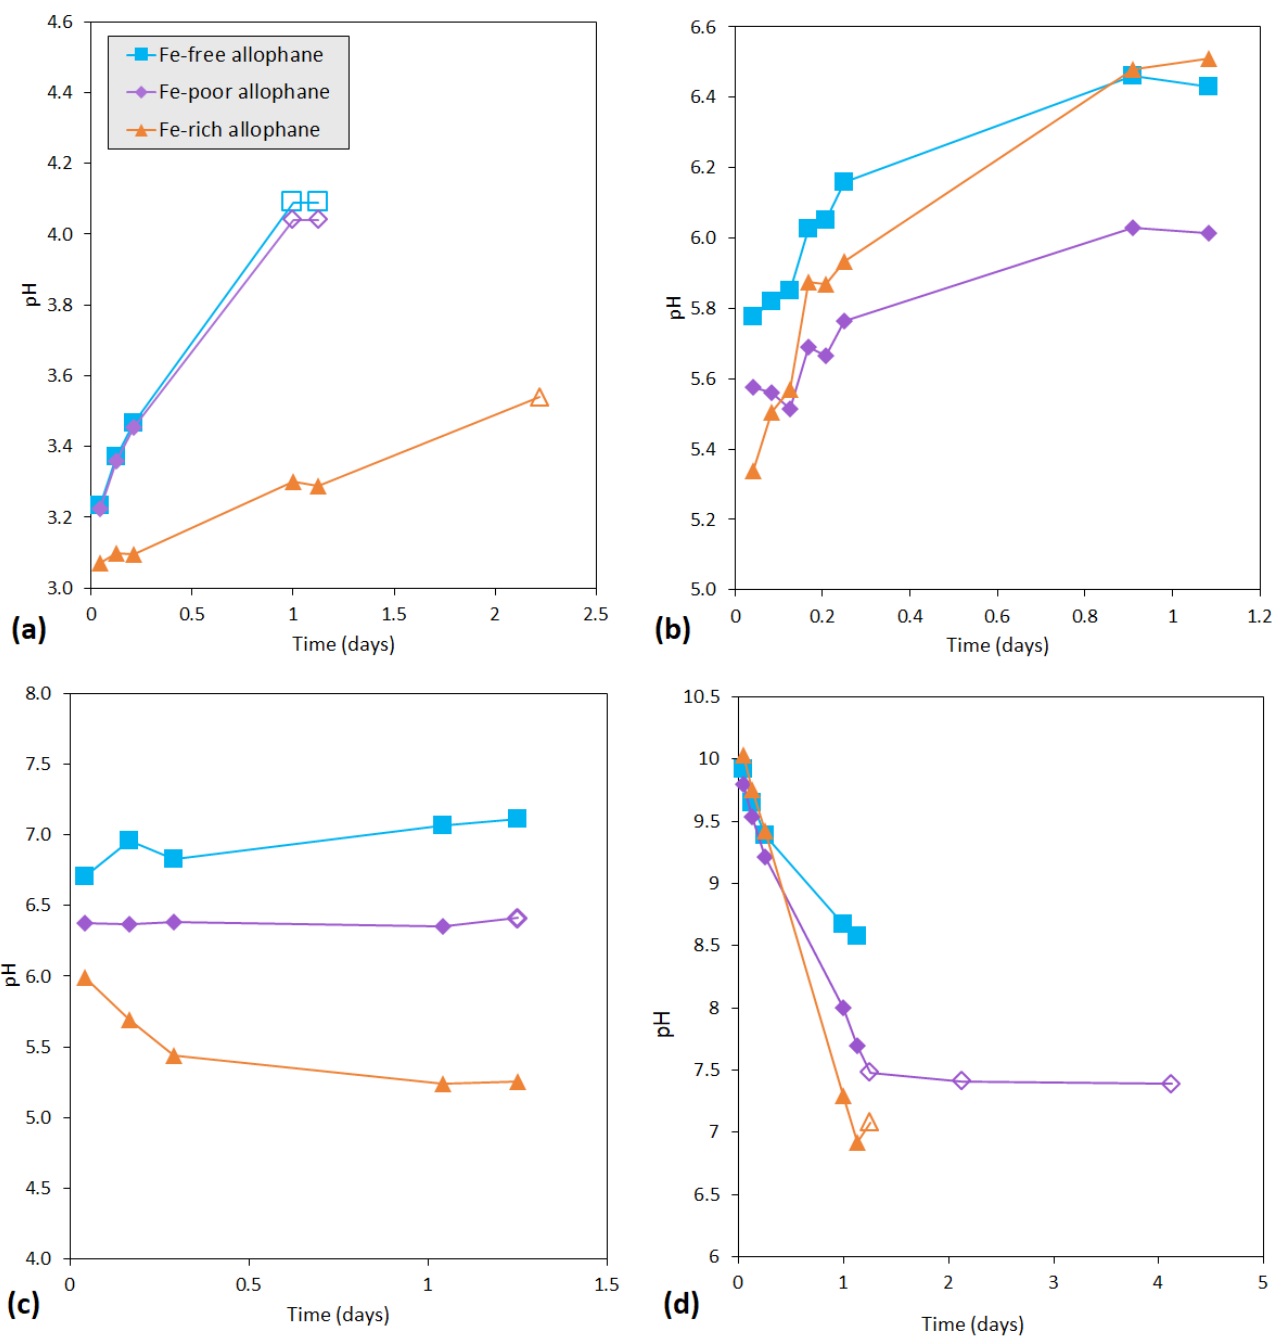 4.6
4.4
4.2
4.0
3.8
3.6
3.4
3.2
3.0
pH
Fe-free allophane
Fe-poor allophane
Fe-rich allophane
0 0.5 1 1.5 2 2.5
Time (days)
(a)
6.6
6.4
6.2
6.0
5.8
5.6
5.4
5.2
5.0
pH
0 0.2 0.4 0.6 0.8 1 1.2
Time (days)
(b)
8.0
7.5
7.0
6.5
6.0
5.5
5.0
4.5
4.0
pH
0 0.5 1 1.5
Time (days)
(c)
10.5
10
9.5
9
8.5
8
7.5
7
6.5
6
pH
0 1 2 3 4 5
Time (days)
(d)